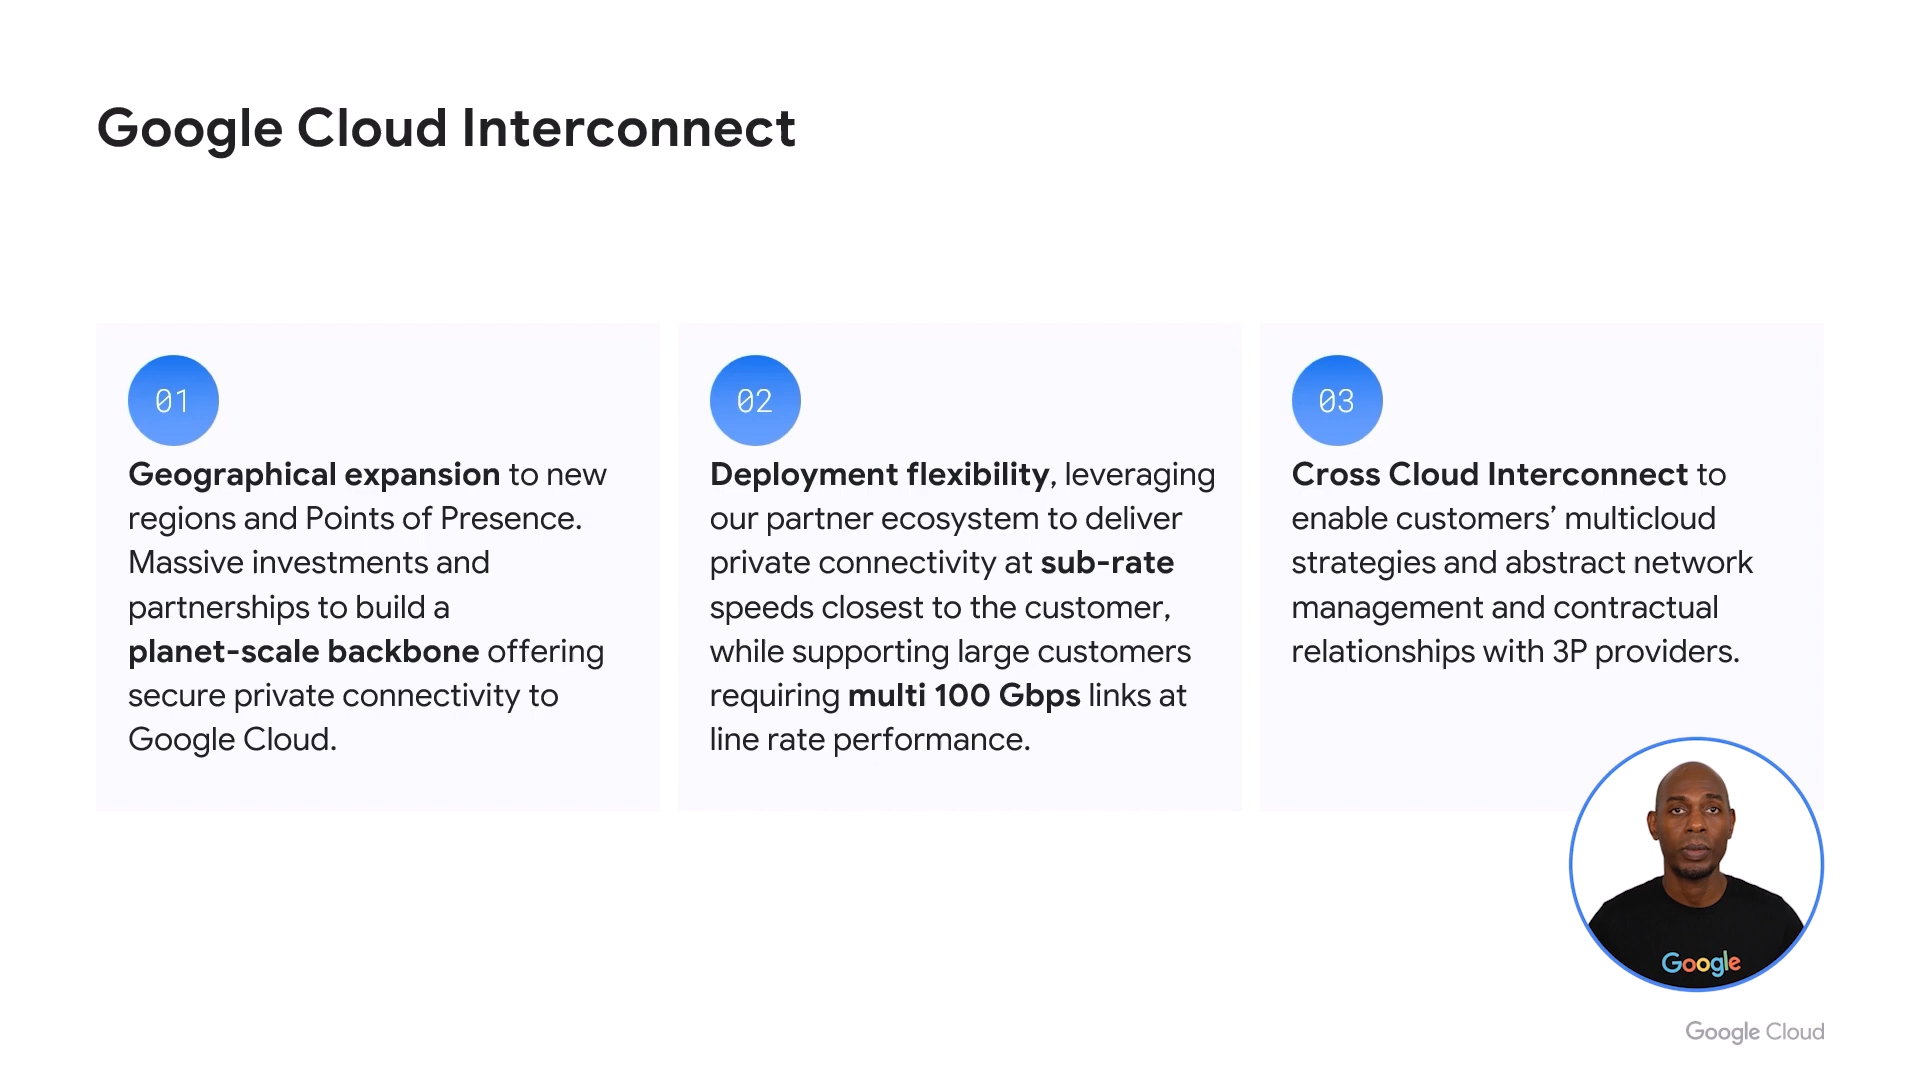 Google Cloud Interconnect
01
Geographical expansion to new
regions and Points of Presence.
Massive investments and
partnerships to build a
planet-scale backbone offering
secure private connectivity to
Google Cloud.
02
Deployment flexibility, leveraging
our partner ecosystem to deliver
private connectivity at sub-rate
speeds closest to the customer,
while supporting large customers
requiring multi 100 Gbps links at
line rate performance.
03
Cross Cloud Interconnect to
enable customers’ multicloud
strategies and abstract network
management and contractual
relationships with 3P providers.
Google
Google Cloud